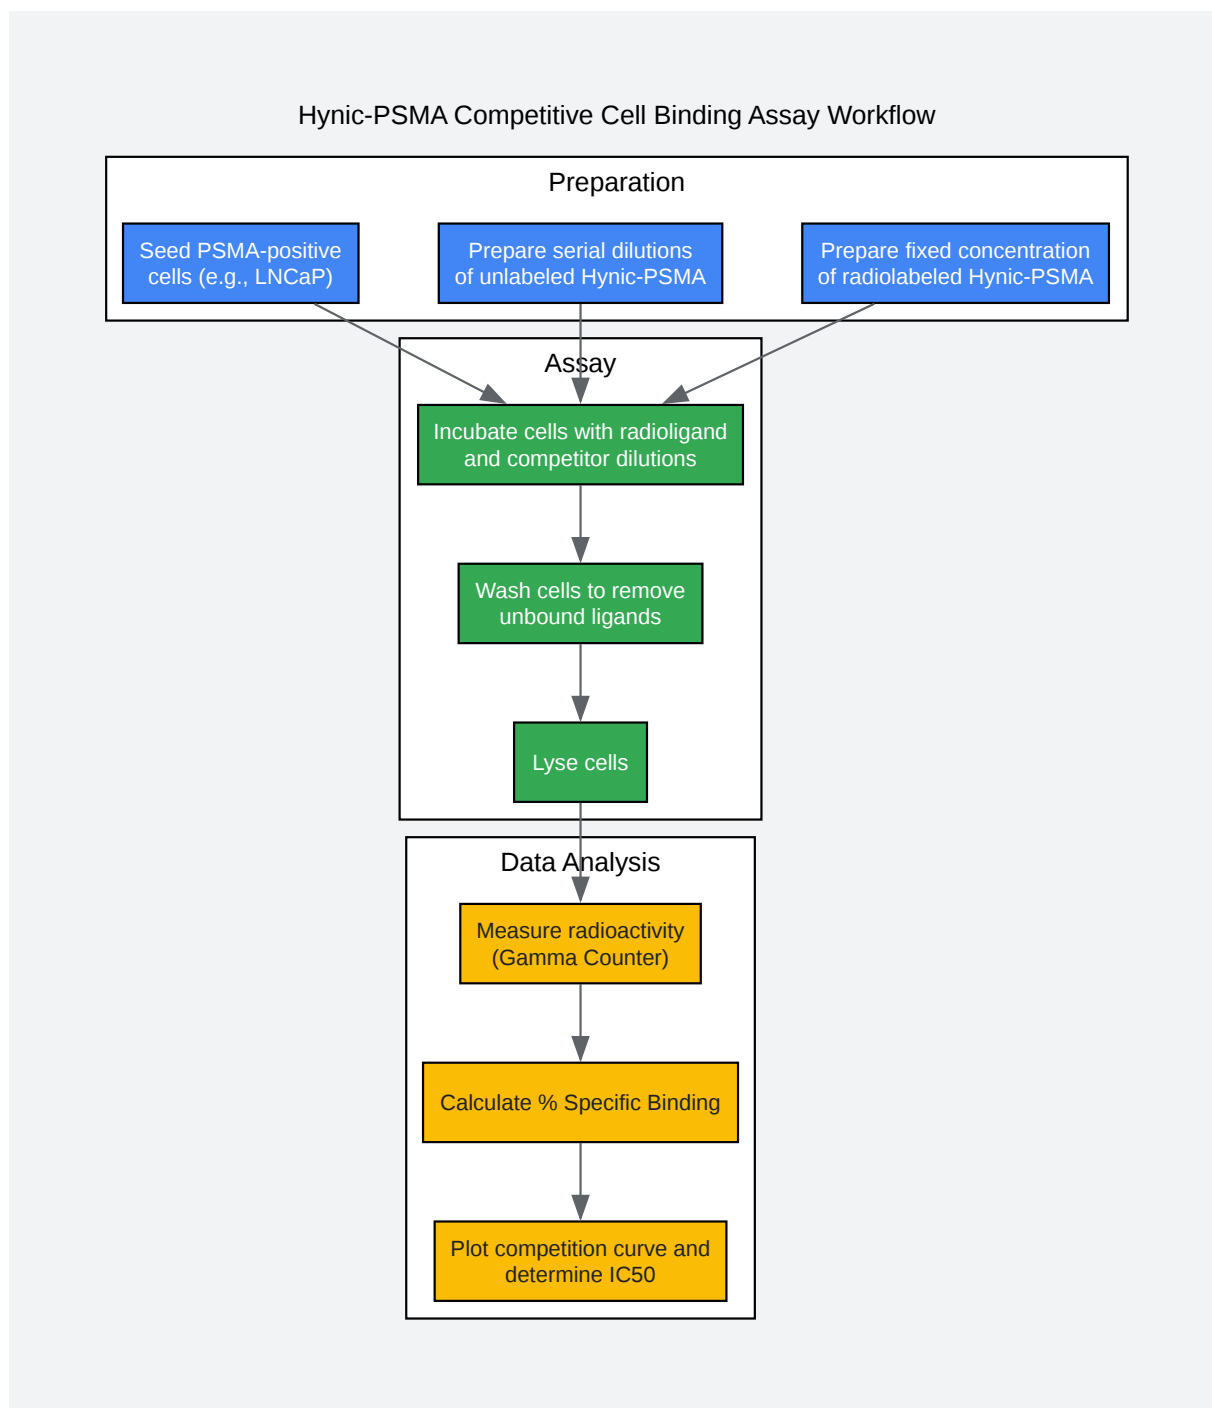 Hynic-PSMA Competitive Cell Binding Assay Workflow
Preparation
Seed PSMA-positive
cells (e.g., LNCaP)
Prepare serial dilutions
of unlabeled Hynic-PSMA
Prepare fixed concentration
of radiolabeled Hynic-PSMA
Assay
Incubate cells with radioligand
and competitor dilutions
Wash cells to remove
unbound ligands
Lyse cells
Data Analysis
Measure radioactivity
(Gamma Counter)
Calculate % Specific Binding
Plot competition curve and
determine IC50